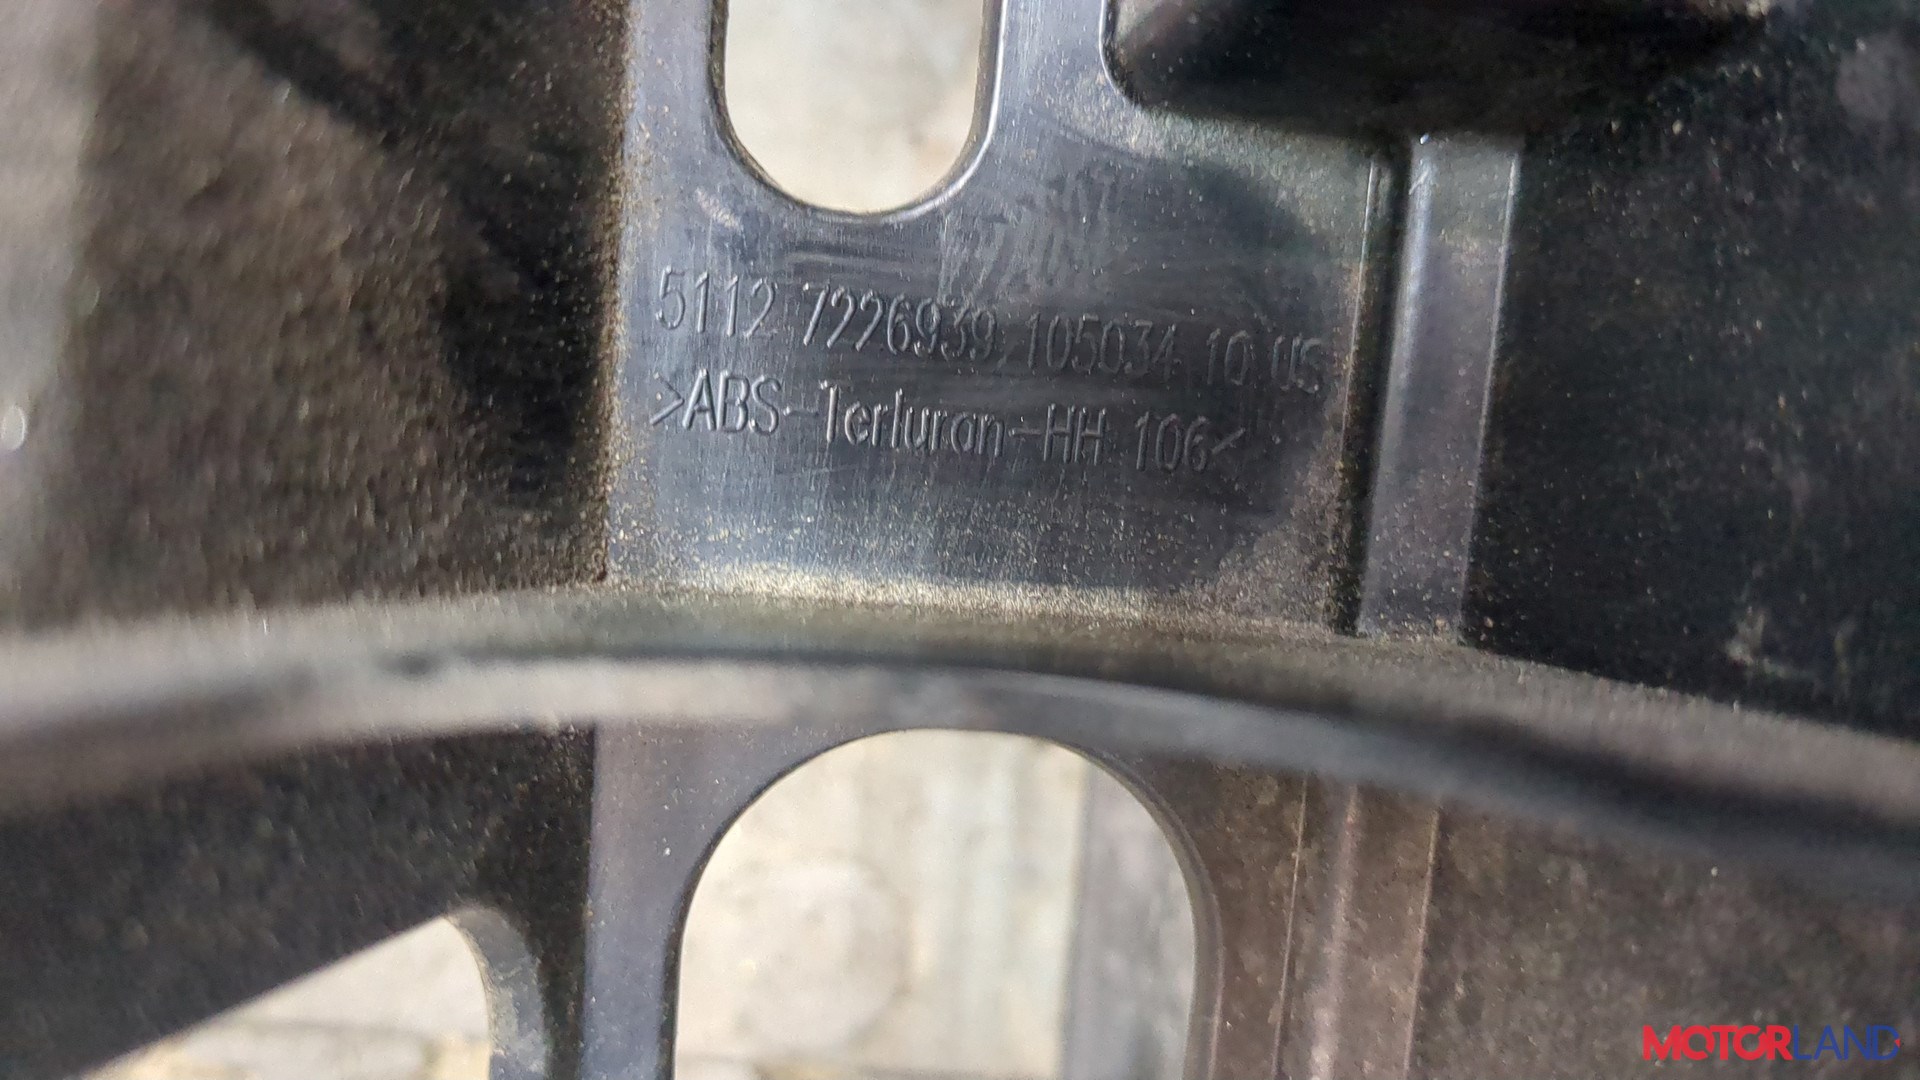 5112 7226939 105034 10 US
>ABS-Terluran-HH 106<
MOTORLAND